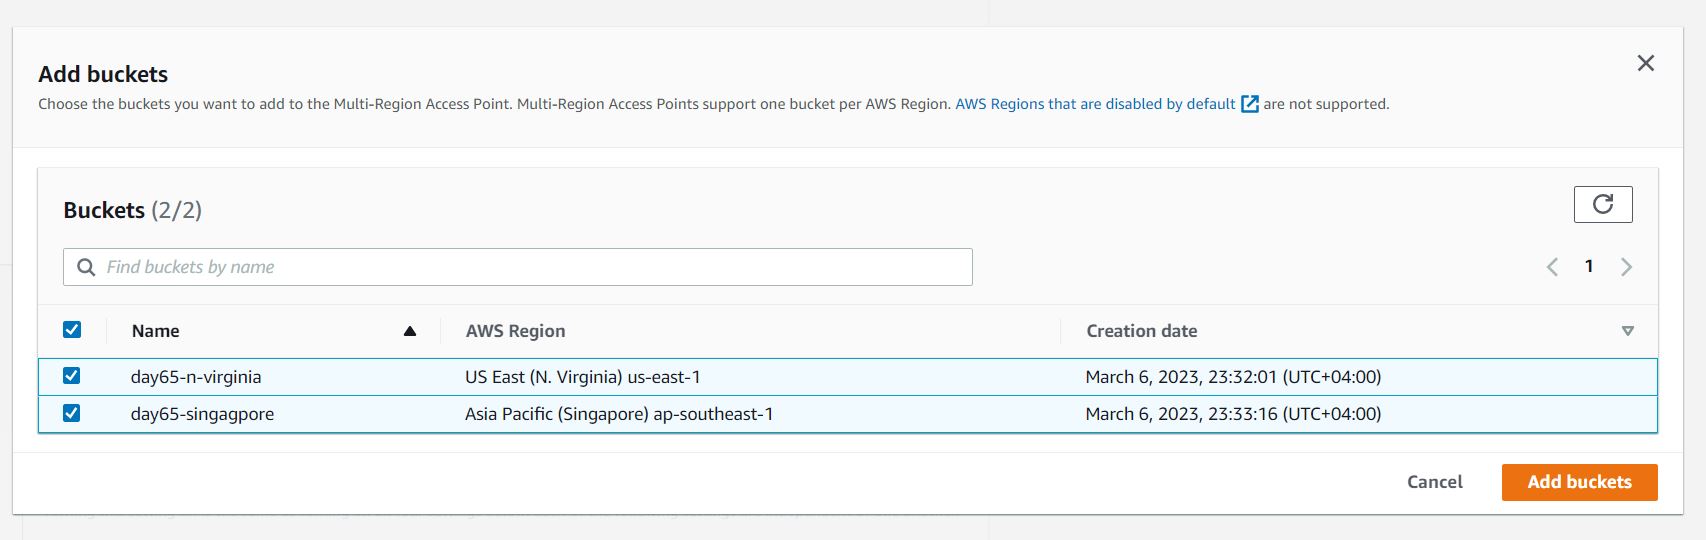 Add buckets
Choose the buckets you want to add to the Multi-Region Access Point. Multi-Region Access Points support one bucket per AWS Region. AWS Regions that are disabled by default are not supported.
Buckets (2/2)
Find buckets by name
1
Name AWS Region Creation date
day65-n-virginia US East (N. Virginia) us-east-1 March 6, 2023, 23:32:01 (UTC+04:00)
day65-singagpore Asia Pacific (Singapore) ap-southeast-1 March 6, 2023, 23:33:16 (UTC+04:00)
Cancel Add buckets